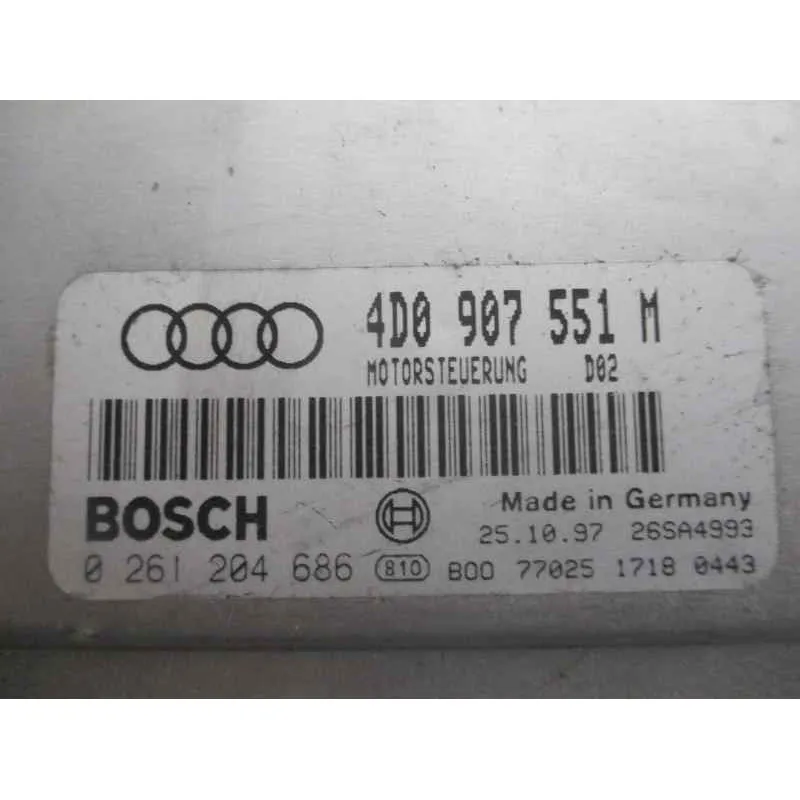 4D0 907 551 M
MOTORSTEUERUNG D02
BOSCH
Made in Germany
25.10.97 26SA4993
0 261 204 686 810 B00 77025 1718 0443